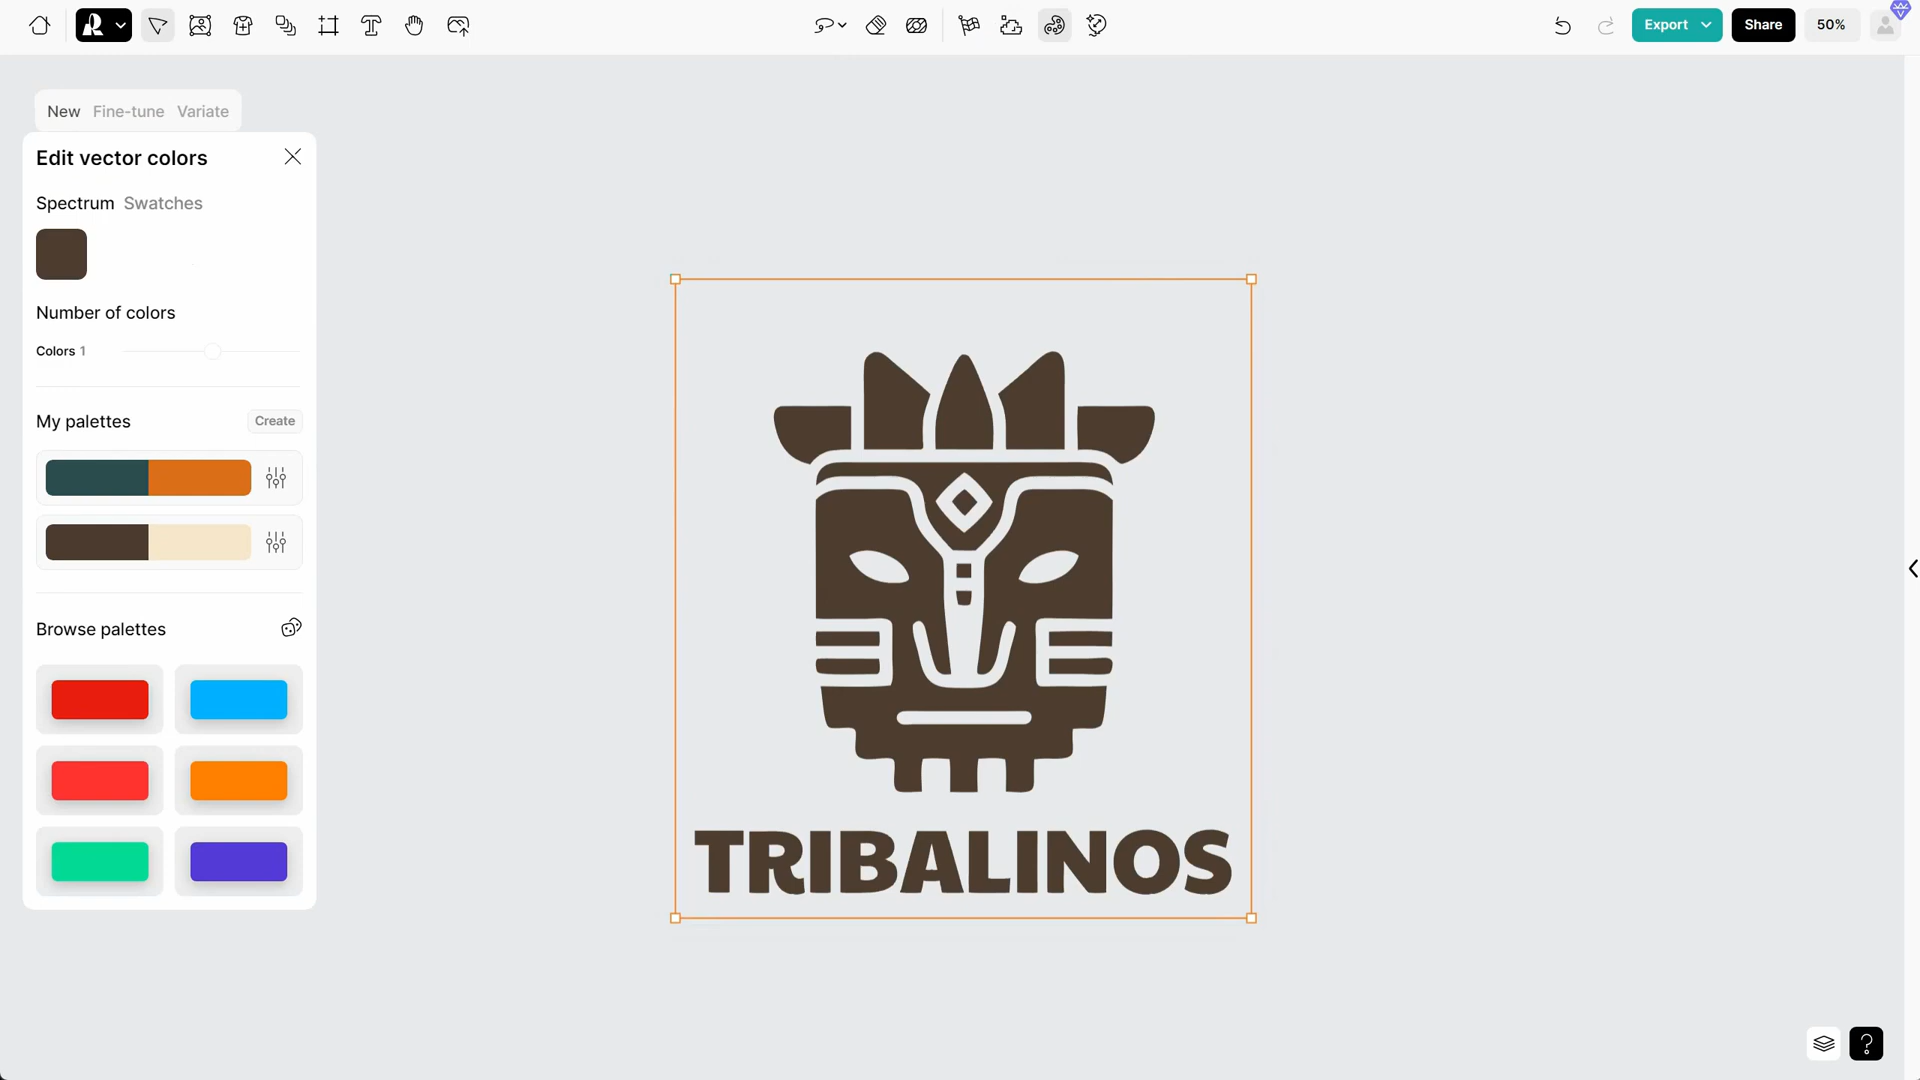 Export
Share
50%
New Fine-tune Variate
Edit vector colors
Spectrum Swatches
Number of colors
Colors 1
My palettes
Create
Browse palettes
TRIBALINOS